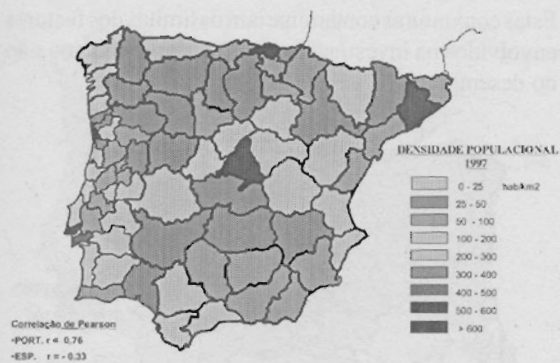 DENSIDADE POPULACIONAL
1997
0 - 25 hab/km2
25 - 50
50 - 100
100 - 200
200 - 300
300 - 400
400 - 500
500 - 600
> 600
Correlação de Pearson
•PORT. r = 0,76
•ESP. r = - 0,33